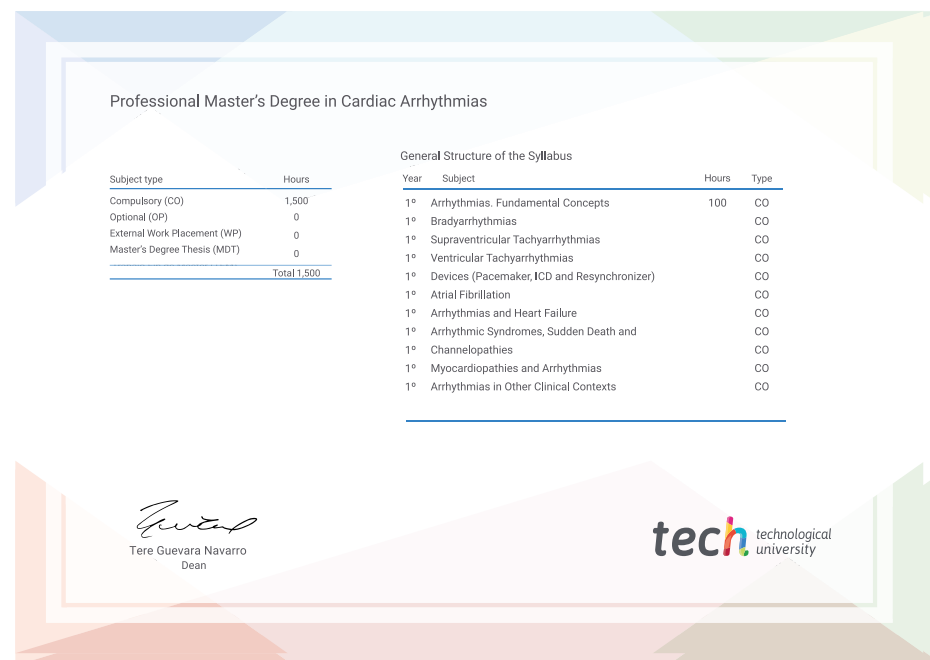 Professional Master's Degree in Cardiac Arrhythmias
Subject type Hours
Compulsory (CO) 1,500
Optional (OP) 0
External Work Placement (WP) 0
Master's Degree Thesis (MDT) 0
Total 1,500
General Structure of the Syllabus
Year Subject Hours Type
1º Arrhythmias. Fundamental Concepts 100 CO
1º Bradyarrhythmias CO
1º Supraventricular Tachyarrhythmias CO
1º Ventricular Tachyarrhythmias CO
1º Devices (Pacemaker, ICD and Resynchronizer) CO
1º Atrial Fibrillation CO
1º Arrhythmias and Heart Failure CO
1º Arrhythmic Syndromes, Sudden Death and CO
1º Channelopathies CO
1º Myocardiopathies and Arrhythmias CO
1º Arrhythmias in Other Clinical Contexts CO
Tere Guevara Navarro
Dean
tech technological
university